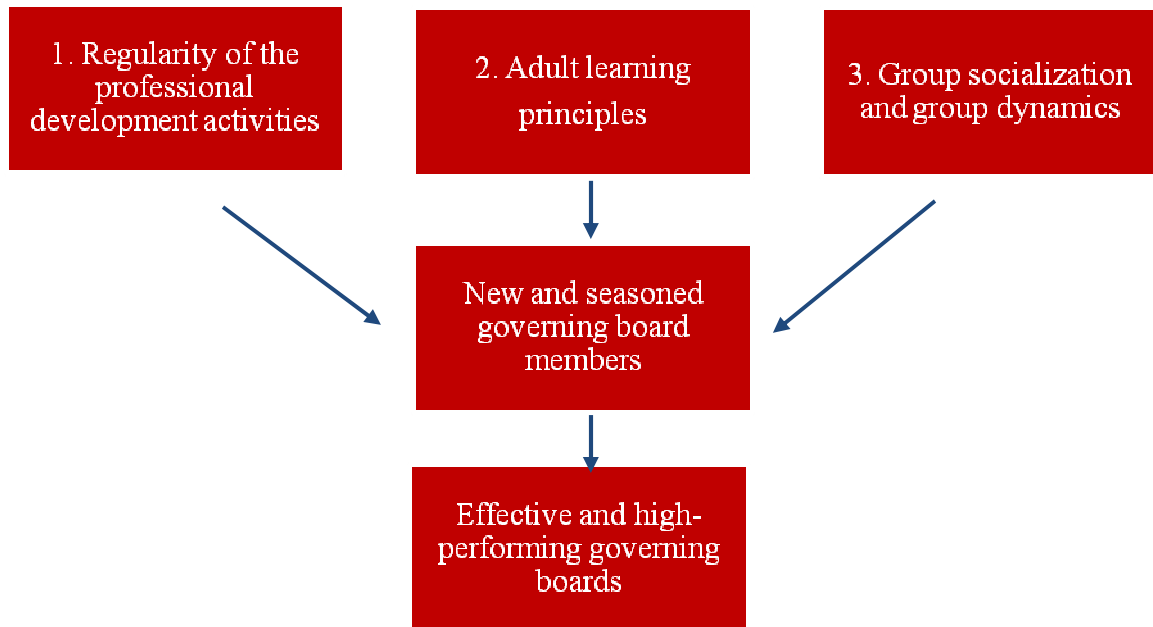 1. Regularity of the
professional
development activities
2. Adult learning
principles
3. Group socialization
and group dynamics
New and seasoned
governing board
members
Effective and high-
performing governing
boards